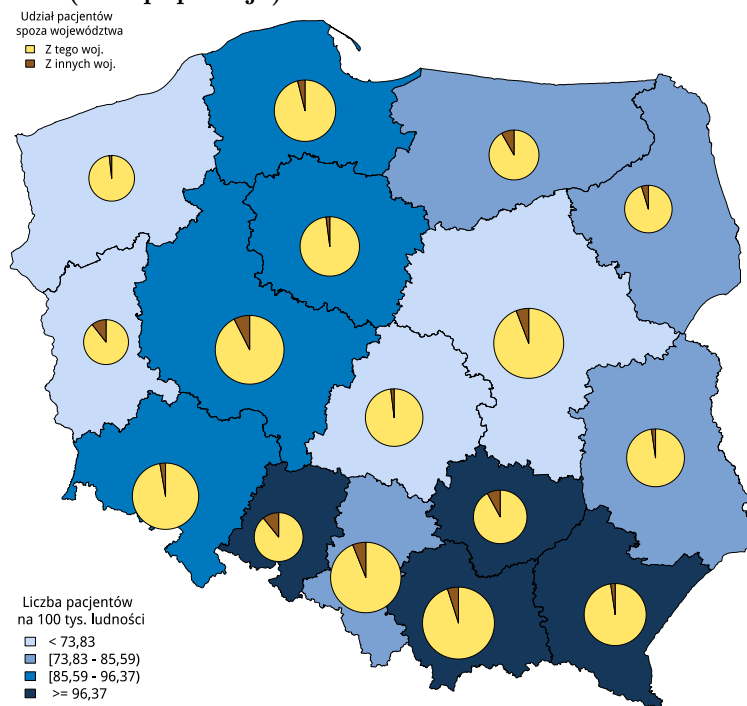 Udział pacjentów
spoza województwa
Z tego woj.
Z innych woj.
Liczba pacjentów
na 100 tys. ludności
< 73,83
[73,83 - 85,59)
[85,59 - 96,37)
>= 96,37